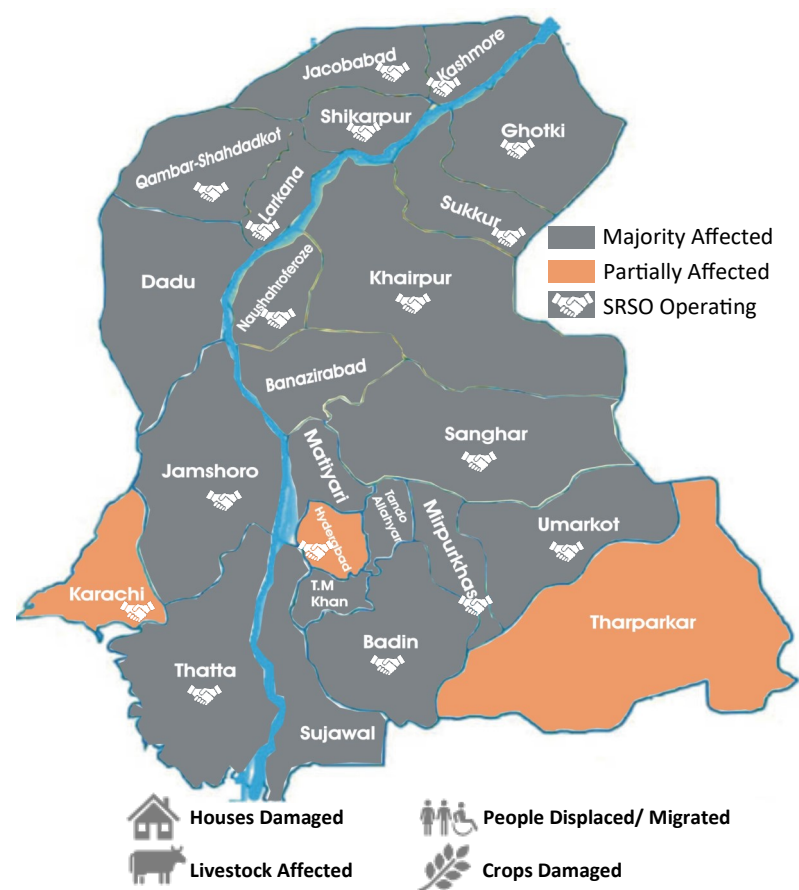 Jacobabad
Kashmore
Shikarpur
Ghotki
Qambar-Shahdadkot
Larkana
Sukkur
Majority Affected
Partially Affected
SRSO Operating
Dadu
Naushahroferoze
Khairpur
Banazirabad
Sanghar
Matiyari
Jamshoro
Tando
Allahyar
Mirpurkhas
Umarkot
Hyderabad
Karachi
T.M
Khan
Tharparkar
Badin
Thatta
Sujawal
Houses Damaged
People Displaced/ Migrated
Livestock Affected
Crops Damaged